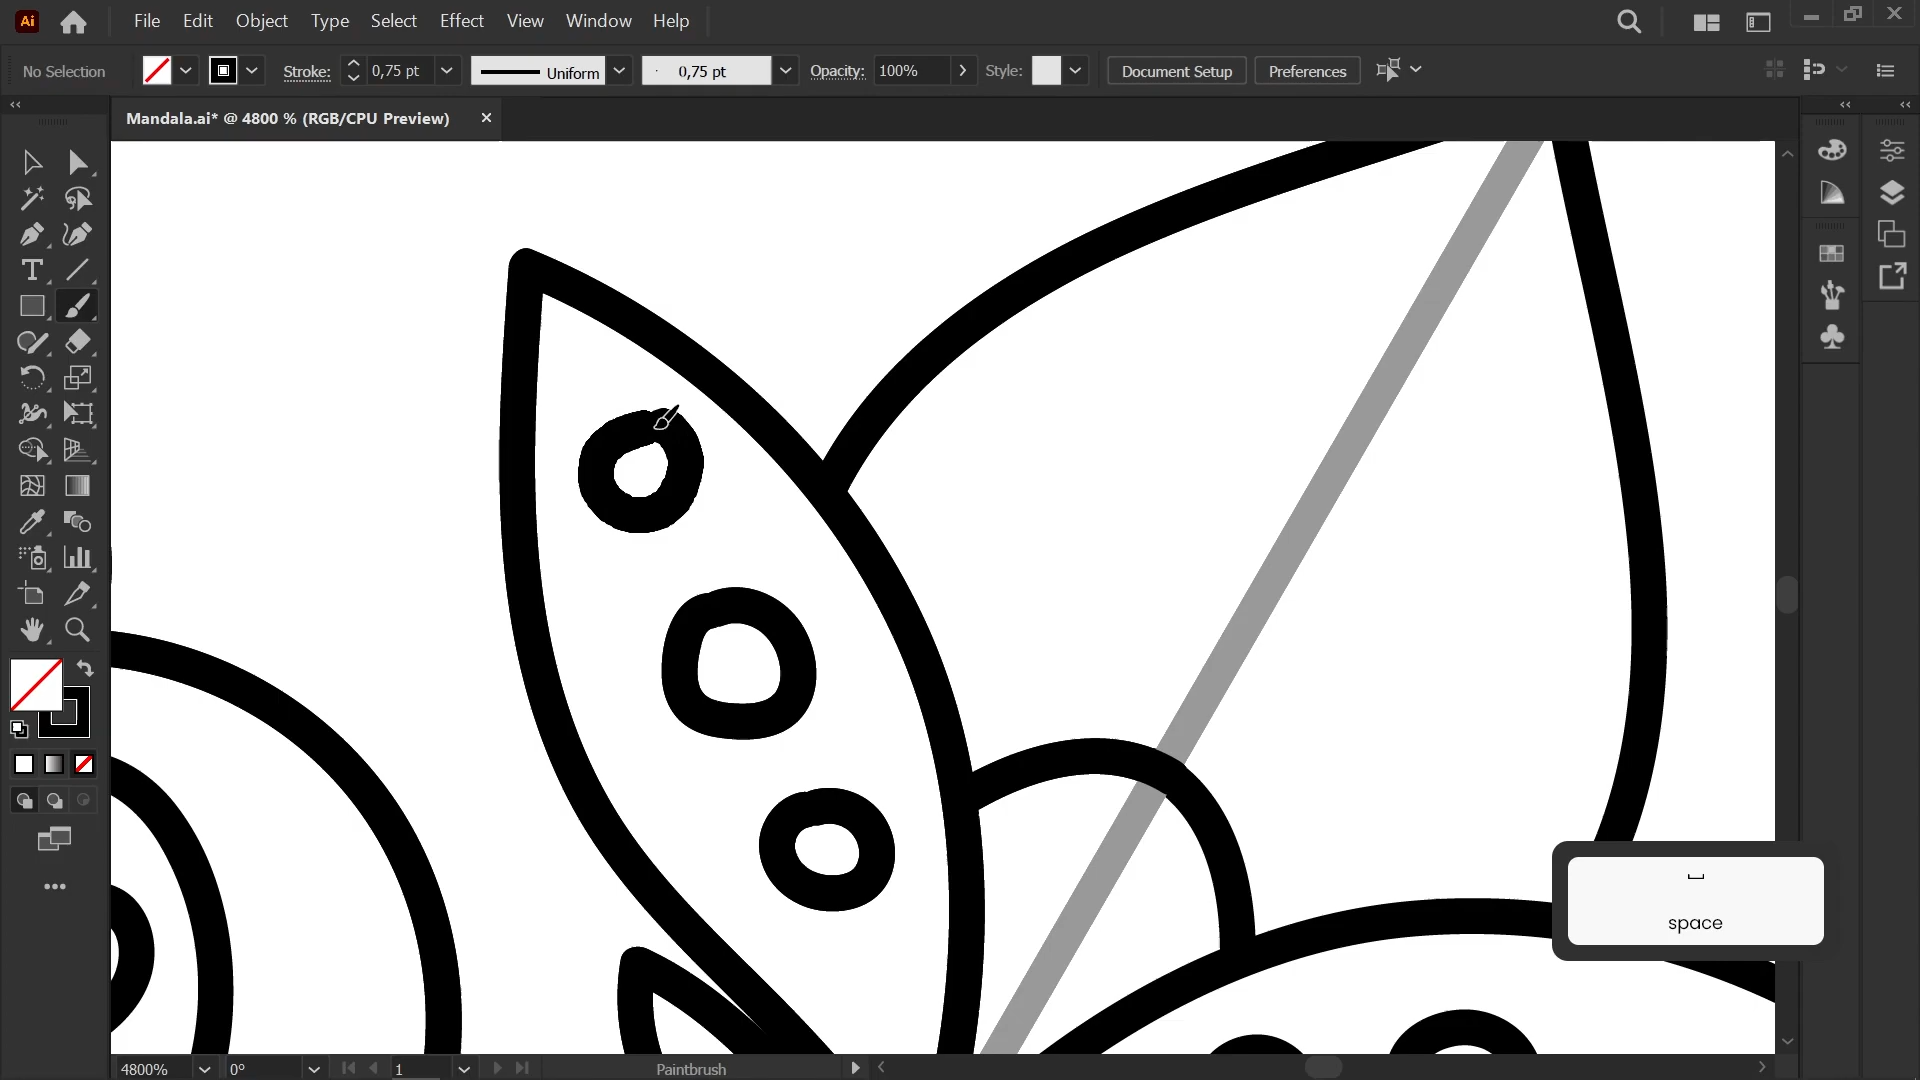 Ai File Edit Object Type Select Effect View Window Help
No Selection Stroke: 0,75 pt Uniform 0,75 pt Opacity: 100% Style: Document Setup Preferences
Mandala.ai* @ 4800 % (RGB/CPU Preview)
space
4800% 0° 1 Paintbrush